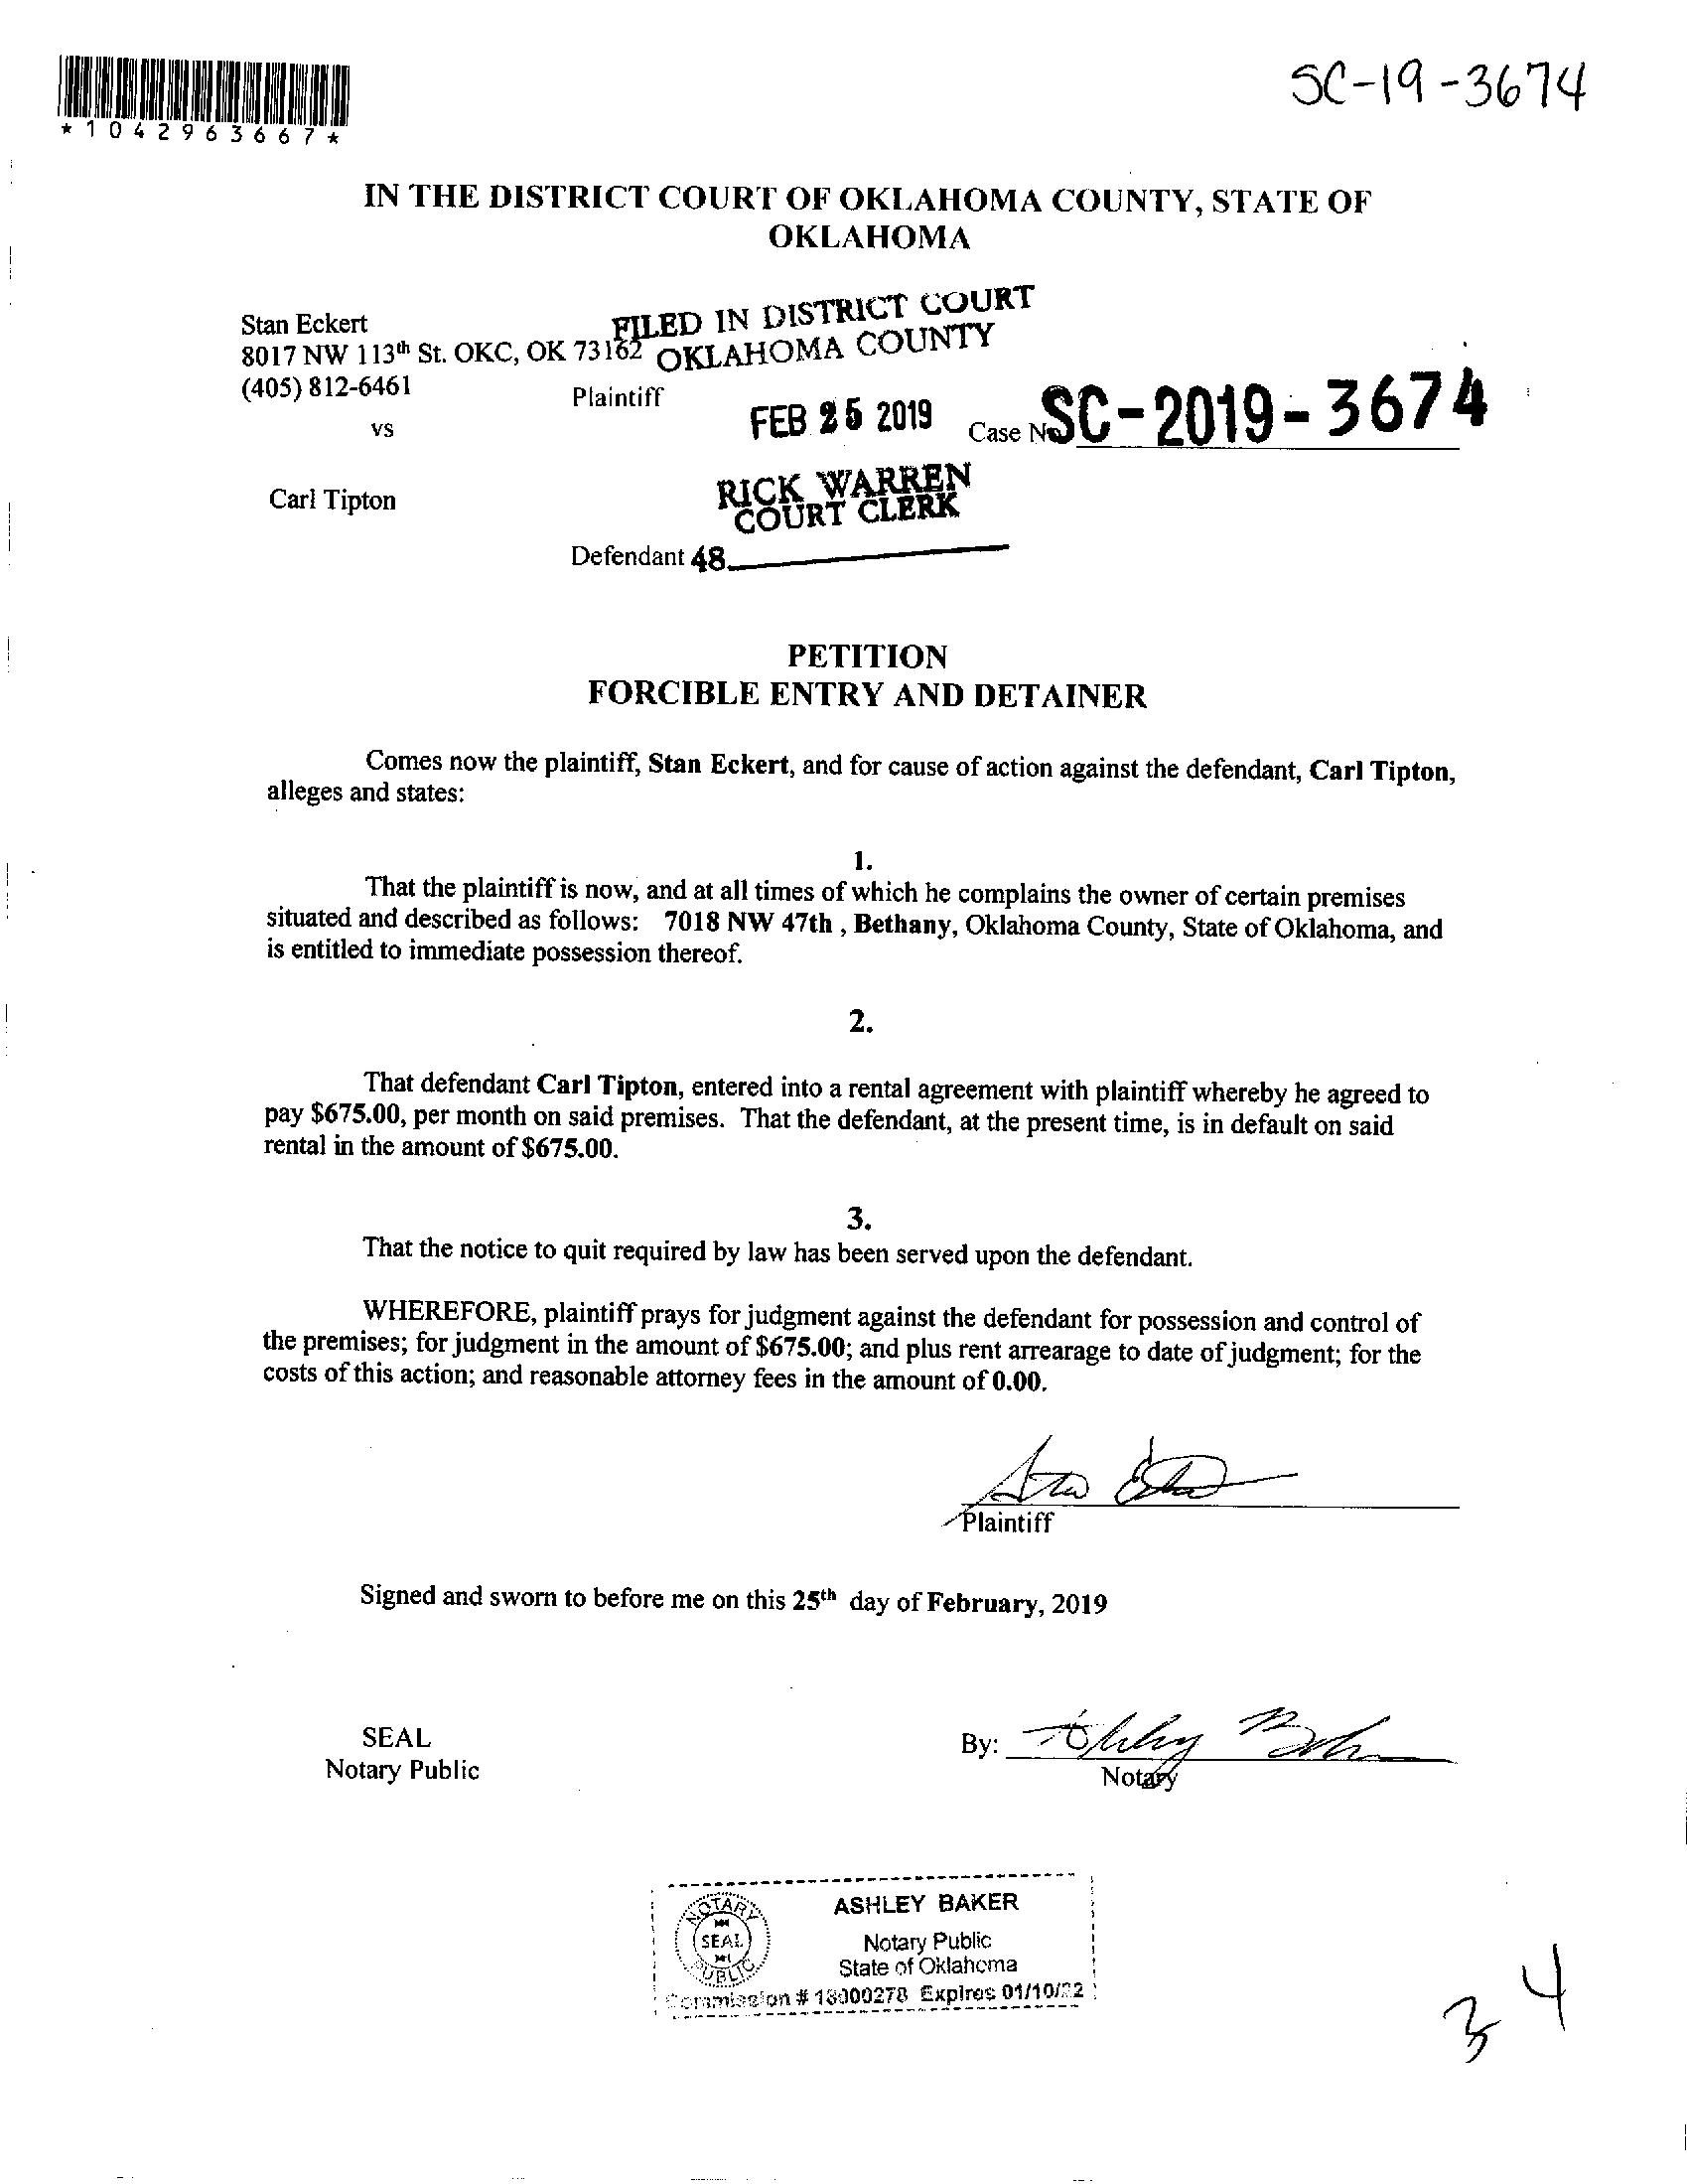 SC-19-3674
*1042963667*
IN THE DISTRICT COURT OF OKLAHOMA COUNTY, STATE OF
OKLAHOMA
Stan Eckert
8017 NW 113th St. OKC, OK 73162
(405) 812-6461
Plaintiff
vs
FILED IN DISTRICT COURT
OKLAHOMA COUNTY
FEB 25 2019
Case No SC-2019-3674
RICK WARREN
COURT CLERK
Carl Tipton
Defendant 48
PETITION
FORCIBLE ENTRY AND DETAINER
Comes now the plaintiff, Stan Eckert, and for cause of action against the defendant, Carl Tipton,
alleges and states:
1.
That the plaintiff is now, and at all times of which he complains the owner of certain premises
situated and described as follows: 7018 NW 47th , Bethany, Oklahoma County, State of Oklahoma, and
is entitled to immediate possession thereof.
2.
That defendant Carl Tipton, entered into a rental agreement with plaintiff whereby he agreed to
pay $675.00, per month on said premises. That the defendant, at the present time, is in default on said
rental in the amount of $675.00.
3.
That the notice to quit required by law has been served upon the defendant.
WHEREFORE, plaintiff prays for judgment against the defendant for possession and control of
the premises; for judgment in the amount of $675.00; and plus rent arrearage to date of judgment; for the
costs of this action; and reasonable attorney fees in the amount of 0.00.
Plaintiff
Signed and sworn to before me on this 25th day of February, 2019
SEAL
Notary Public
By:
Notary
NOTARY
SEAL
PUBLIC
ASHLEY BAKER
Notary Public
State of Oklahoma
Commission # 18000278 Expires 01/10/22
34